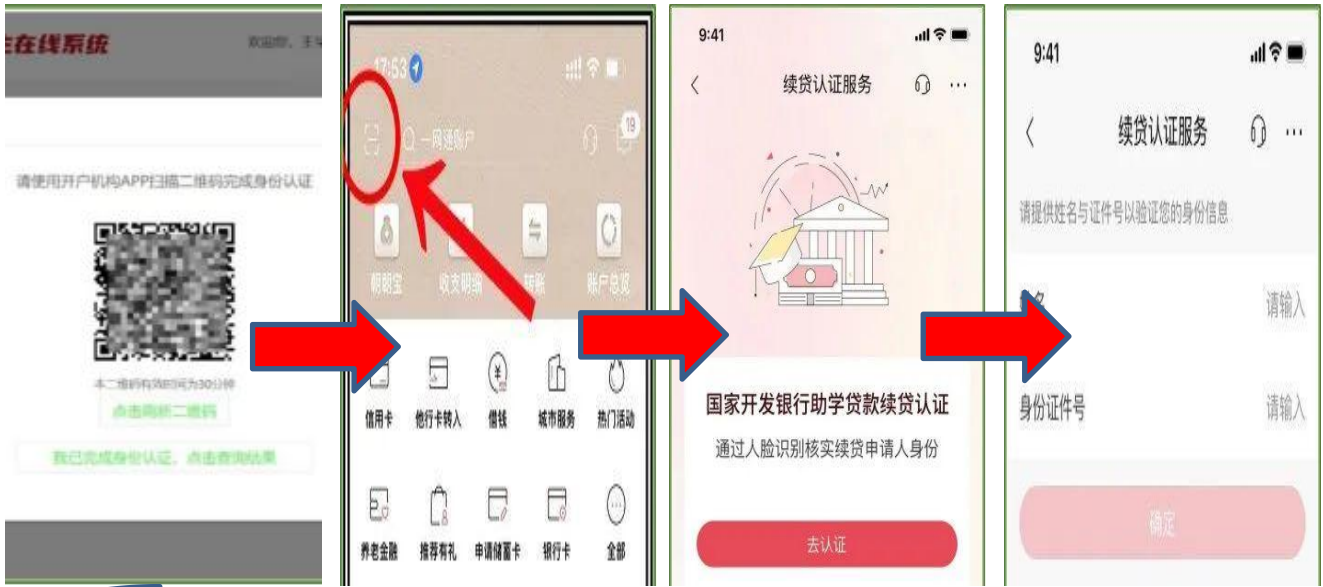 在线系统
请使用开户机构APP扫描二维码完成身份认证
本二维码有效时间为30分钟
点击刷新二维码
我已完成身份认证，点击查询结果
17:53
一网通账户
19
朝朝宝
收支明细
转账
账户总览
信用卡
他行卡转入
借钱
城市服务
热门活动
养老金融
推荐有礼
申请储蓄卡
银行卡
全部
9:41
续贷认证服务
国家开发银行助学贷款续贷认证
通过人脸识别核实续贷申请人身份
去认证
9:41
续贷认证服务
请提供姓名与证件号以验证您的身份信息
请输入
身份证件号
请输入
确定